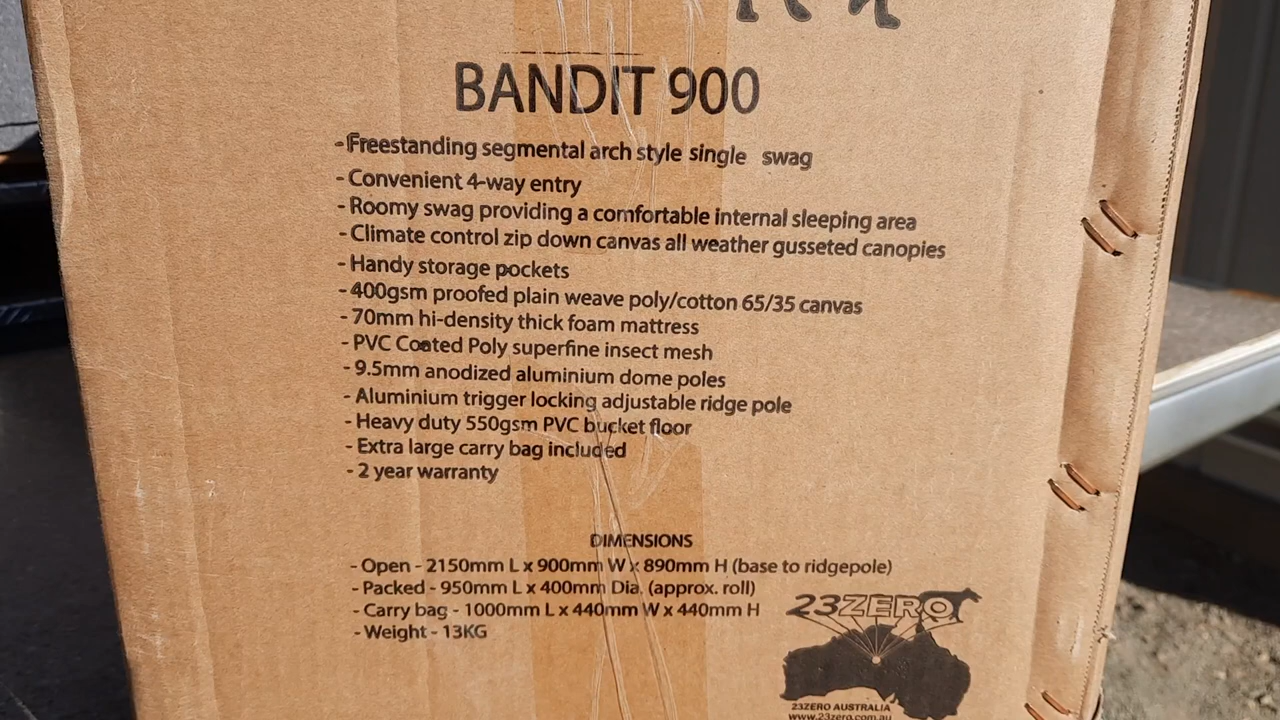 BANDIT 900
-Freestanding segmental arch style single swag
- Convenient 4-way entry
- Roomy swag providing a comfortable internal sleeping area
- Climate control zip down canvas all weather gusseted canopies
- Handy storage pockets
- 400gsm proofed plain weave poly/cotton 65/35 canvas
- 70mm hi-density thick foam mattress
- PVC Coated Poly superfine insect mesh
- 9.5mm anodized aluminium dome poles
- Aluminium trigger locking adjustable ridge pole
- Heavy duty 550gsm PVC bucket floor
- Extra large carry bag included
- 2 year warranty
DIMENSIONS
- Open - 2150mm L x 900mm W x 890mm H (base to ridgepole)
- Packed - 950mm L x 400mm Dia. (approx. roll)
- Carry bag - 1000mm L x 440mm W x 440mm H
- Weight - 13KG
23ZERO
23ZERO AUSTRALIA
www.23zero.com.au